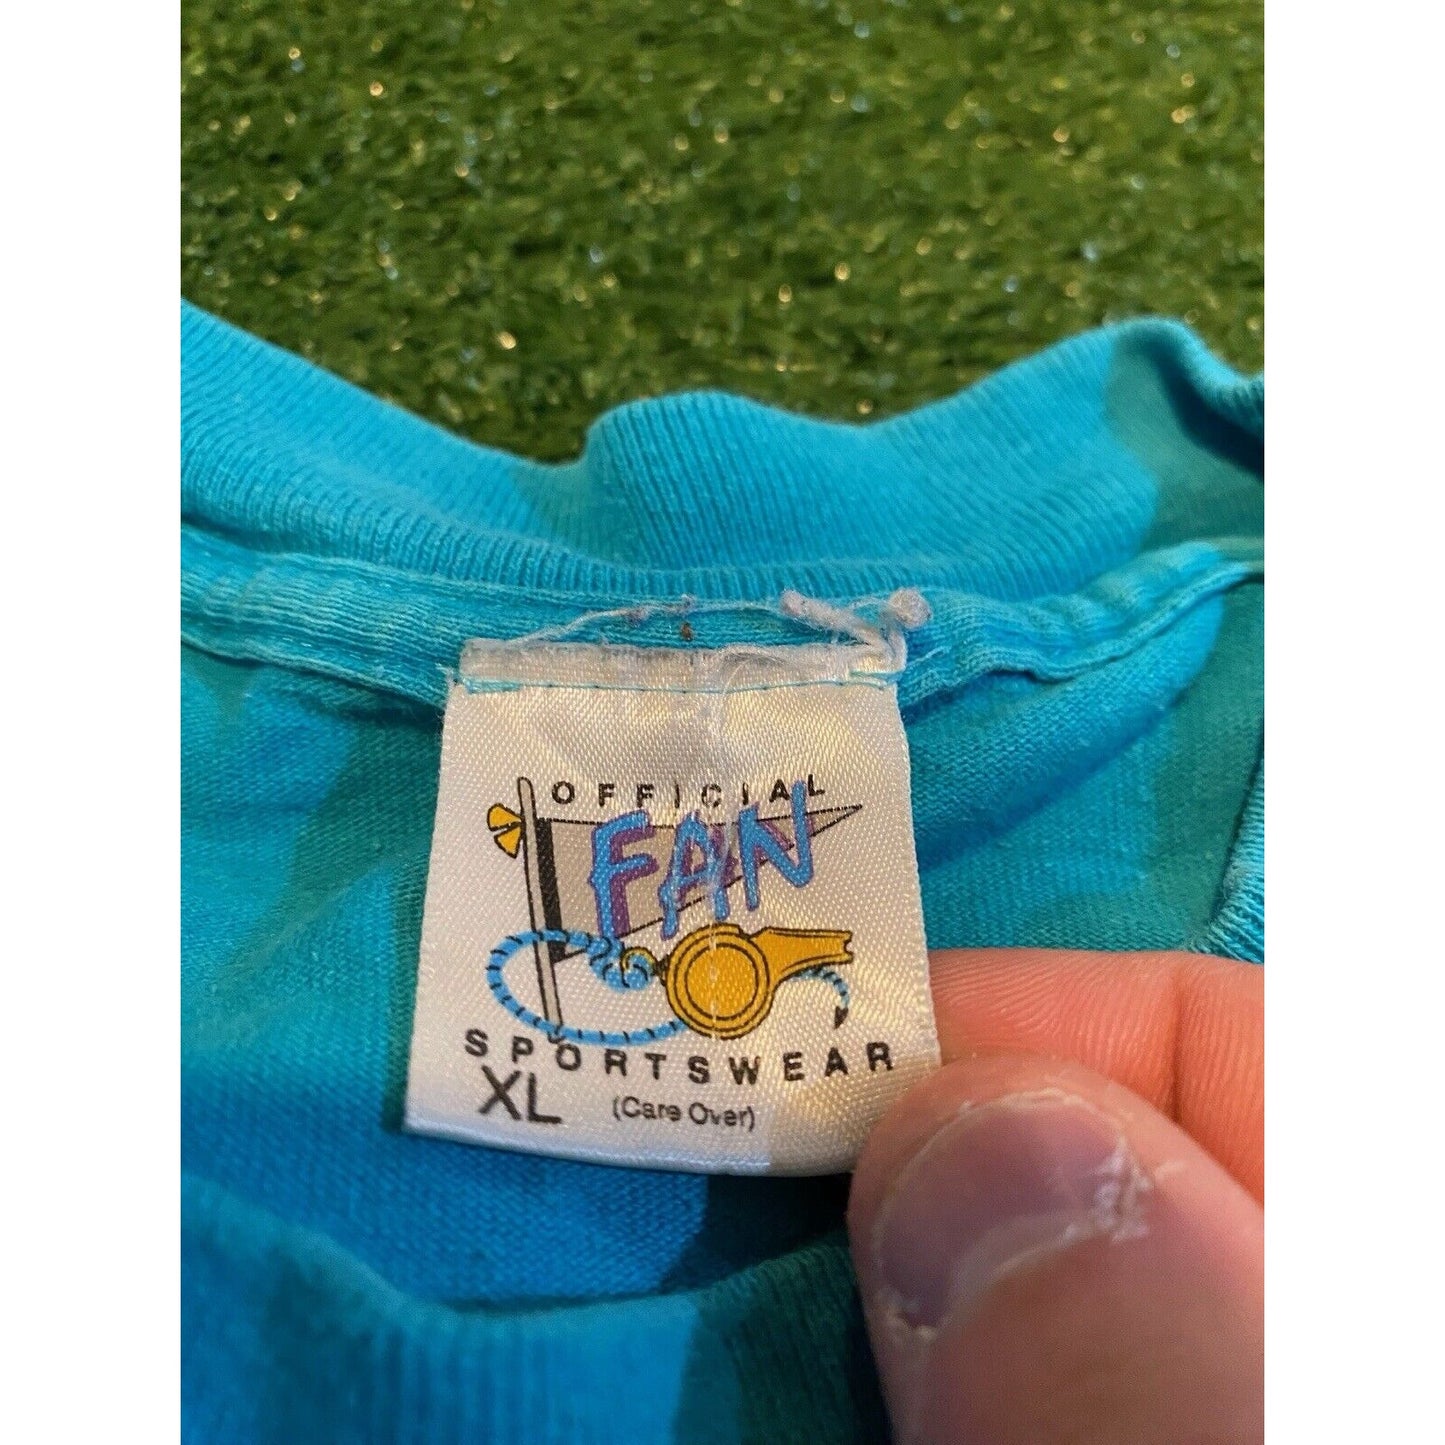 OFFICIAL
FAN
SPORTSWEAR
XL (Care Over)